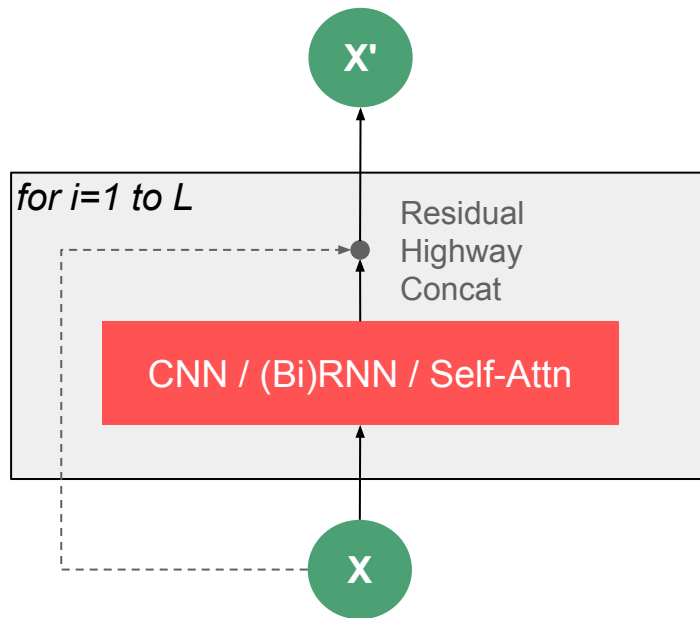 X'
for i=1 to L
Residual
Highway
Concat
CNN / (Bi)RNN / Self-Attn
X